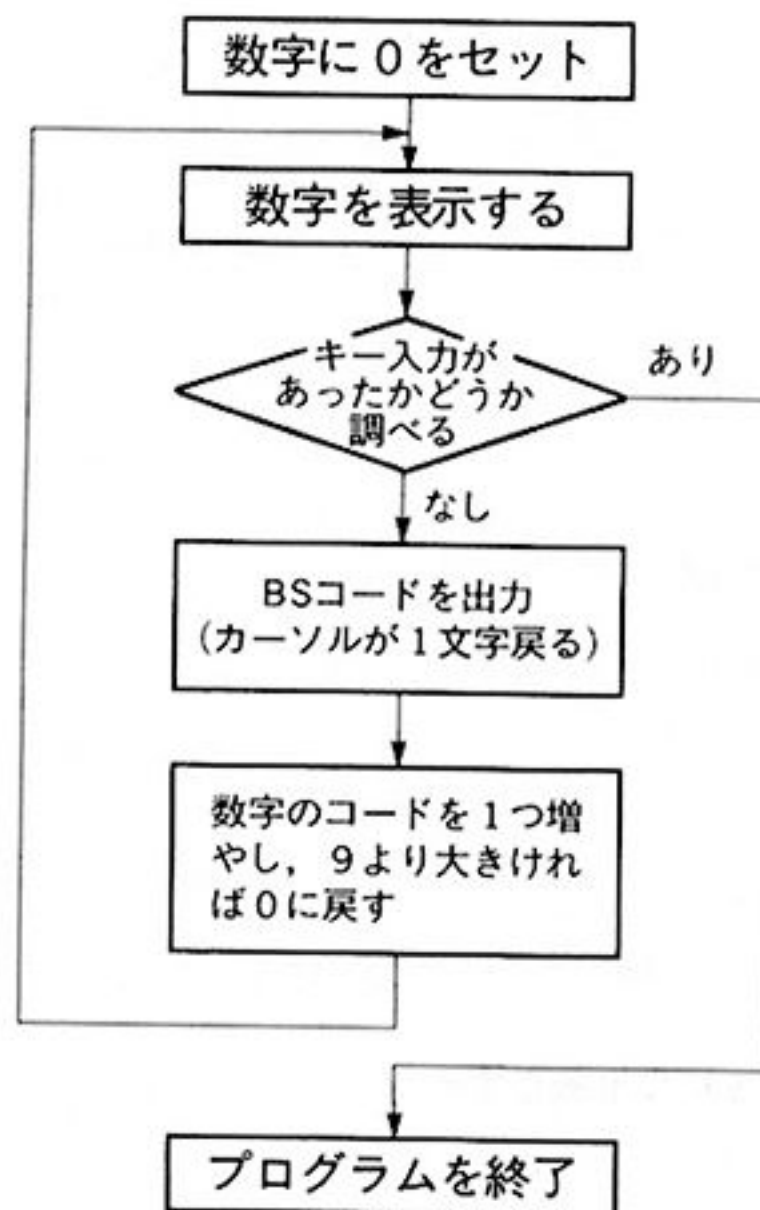 数字に0をセット
数字を表示する
キー入力が
あったかどうか
調べる
あり
なし
BSコードを出力
(カーソルが1文字戻る)
数字のコードを1つ増
やし，9より大きけれ
ば0に戻す
プログラムを終了